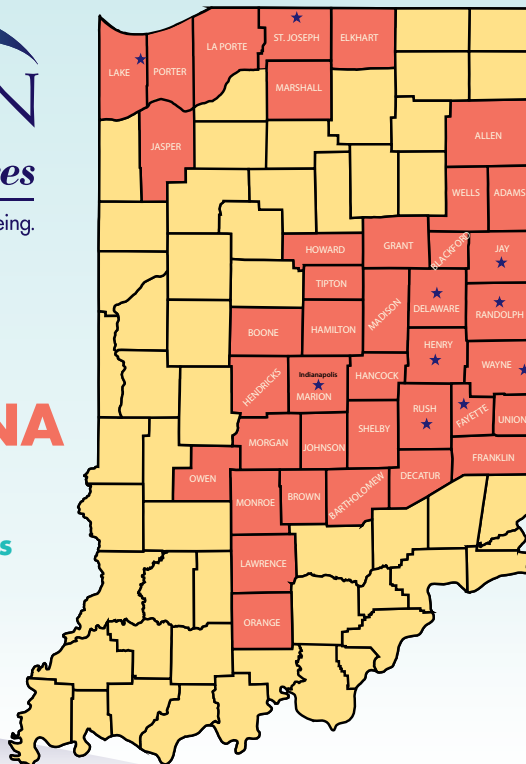 N
es
eing.
NA
s
ST. JOSEPH
ELKHART
LA PORTE
LAKE
PORTER
MARSHALL
ALLEN
JASPER
WELLS
ADAMS
HOWARD
GRANT
BLACKFORD
JAY
TIPTON
MADISON
DELAWARE
RANDOLPH
BOONE
HAMILTON
HENRY
WAYNE
HENDRICKS
Indianapolis
MARION
HANCOCK
RUSH
FAYETTE
UNION
MORGAN
JOHNSON
SHELBY
FRANKLIN
OWEN
DECATUR
MONROE
BROWN
BARTHOLOMEW
LAWRENCE
ORANGE